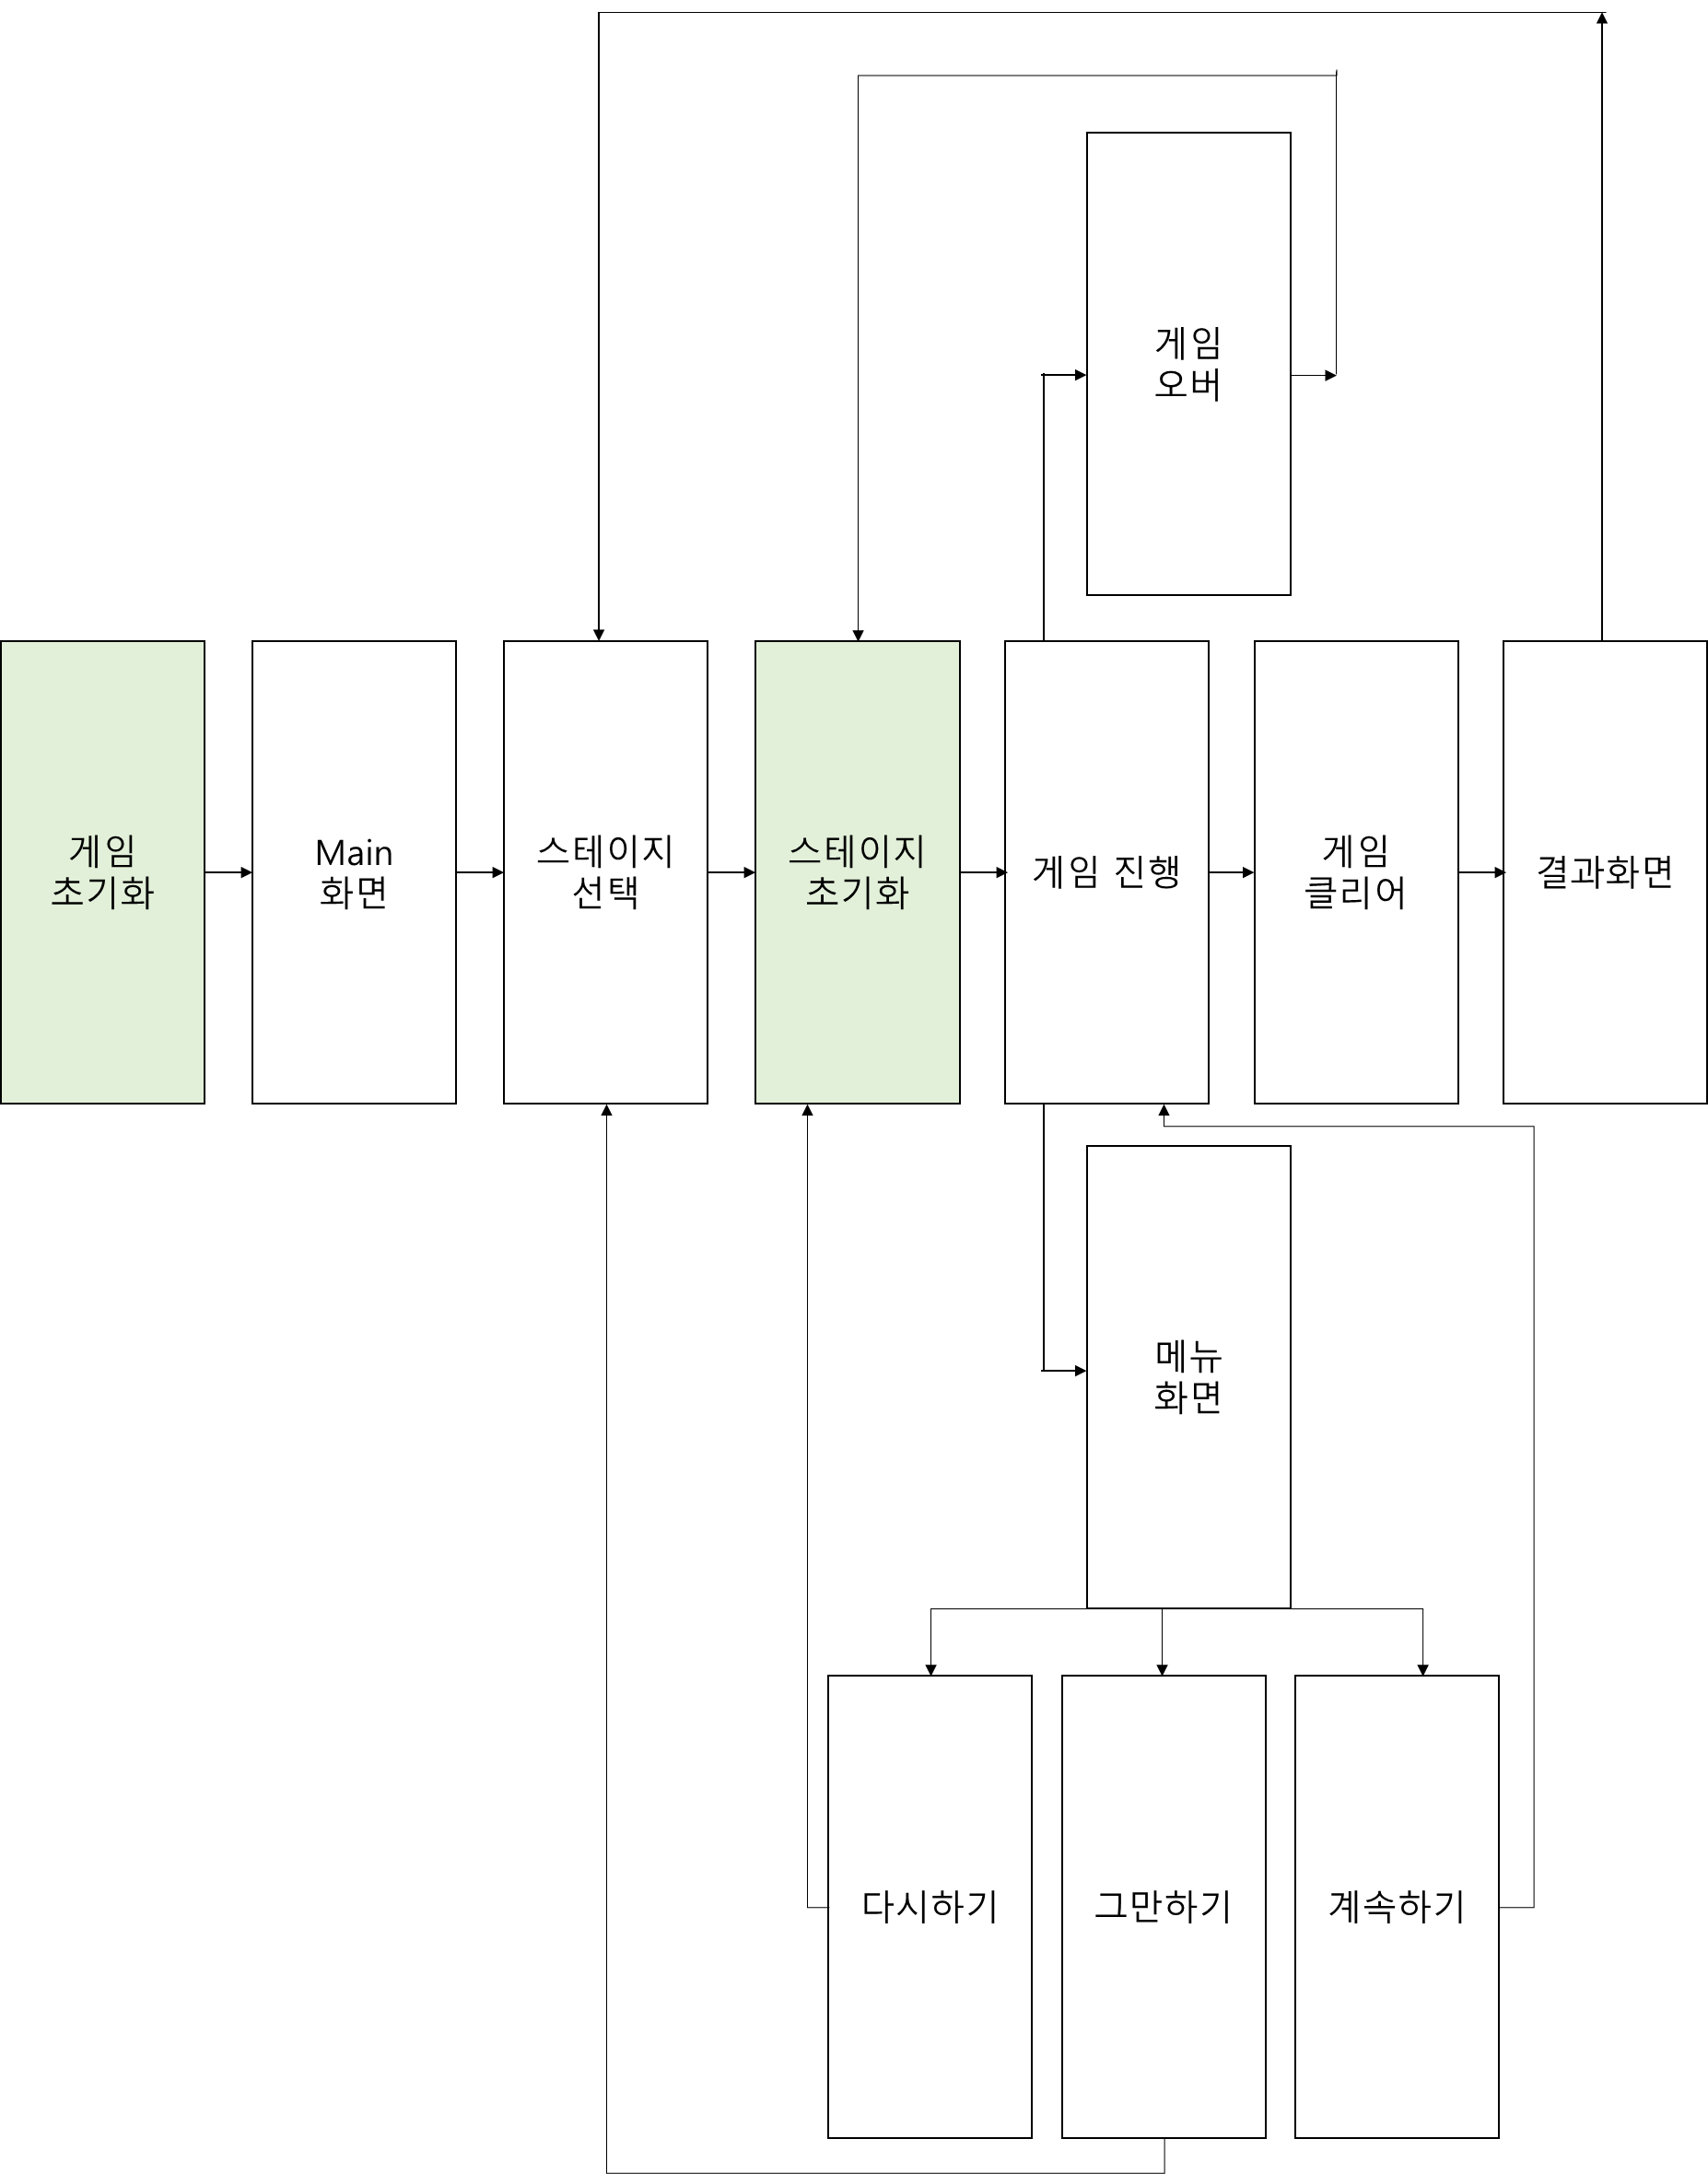 게임
오버
게임
초기화
Main
화면
스테이지
선택
스테이지
초기화
게임 진행
게임
클리어
결과화면
메뉴
화면
다시하기
그만하기
계속하기